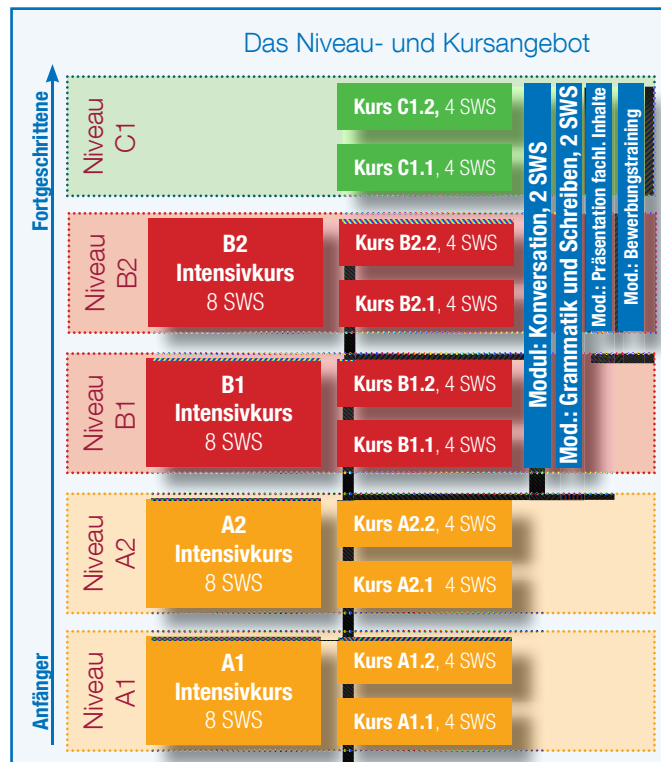 Das Niveau- und Kursangebot
Fortgeschrittene
Niveau
C1
Kurs C1.2, 4 SWS
Kurs C1.1, 4 SWS
Modul: Konversation, 2 SWS
Mod.: Grammatik und Schreiben, 2 SWS
Mod.: Präsentation fachl. Inhalte
Mod.: Bewerbungstraining
Niveau
B2
B2
Intensivkurs
8 SWS
Kurs B2.2, 4 SWS
Kurs B2.1, 4 SWS
Niveau
B1
B1
Intensivkurs
8 SWS
Kurs B1.2, 4 SWS
Kurs B1.1, 4 SWS
Niveau
A2
A2
Intensivkurs
8 SWS
Kurs A2.2, 4 SWS
Kurs A2.1 4 SWS
Anfänger
Niveau
A1
A1
Intensivkurs
8 SWS
Kurs A1.2, 4 SWS
Kurs A1.1, 4 SWS